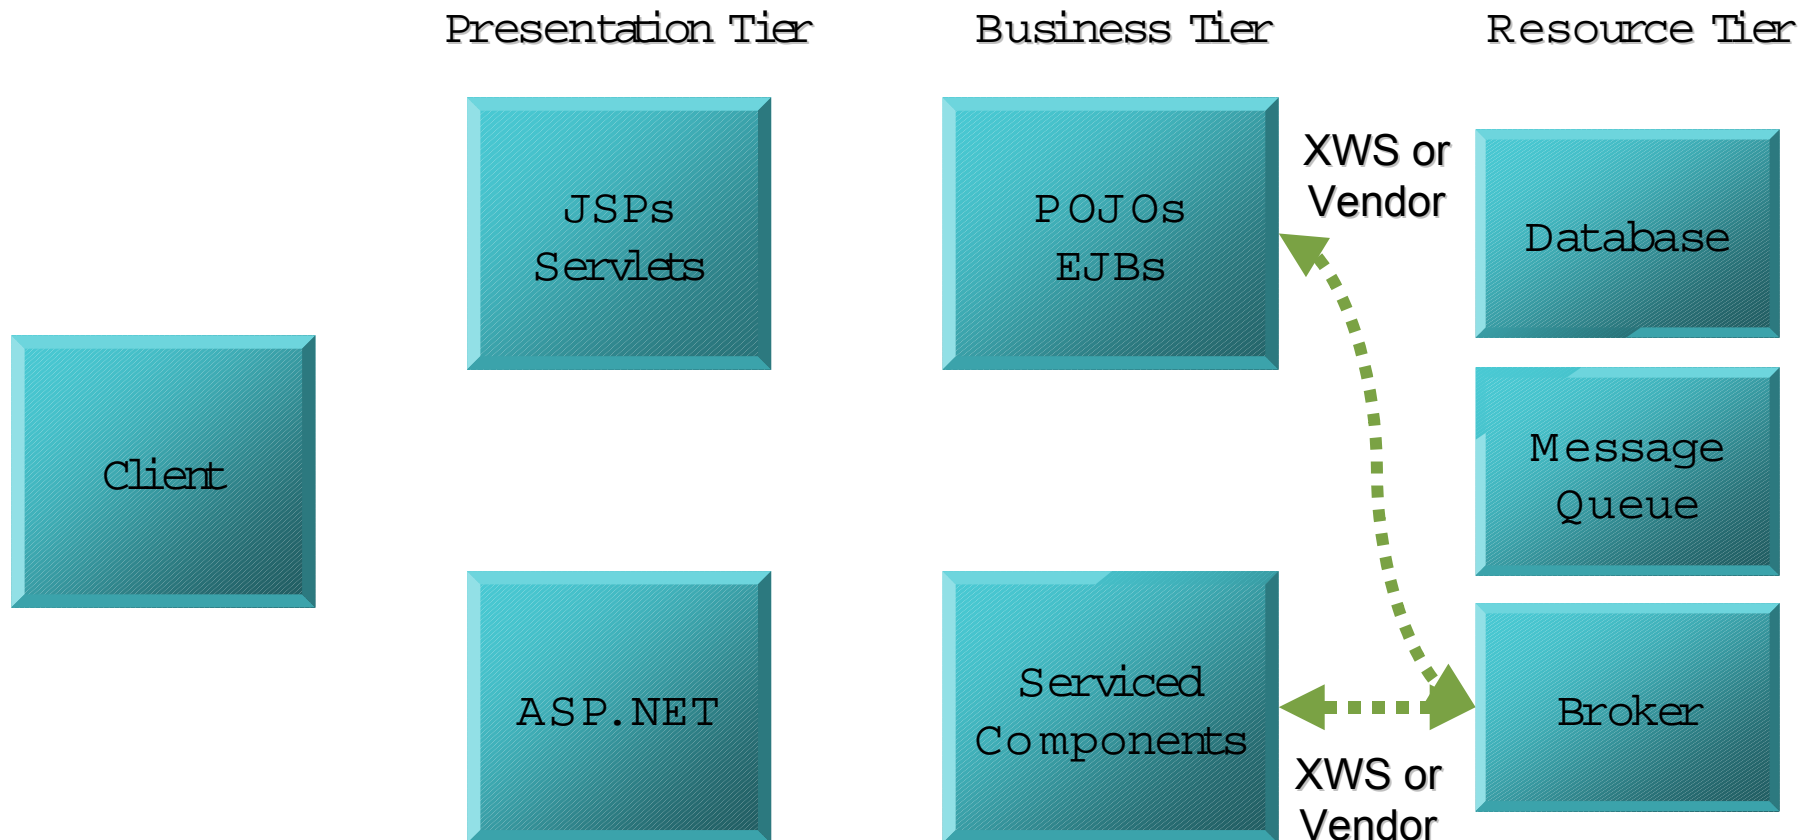 Presentation Tier
Business Tier
Resource Tier
JSPs
Servlets
POJOs
EJBs
XWS or
Vendor
Database
Client
Message
Queue
ASP.NET
Serviced
Components
Broker
XWS or
Vendor